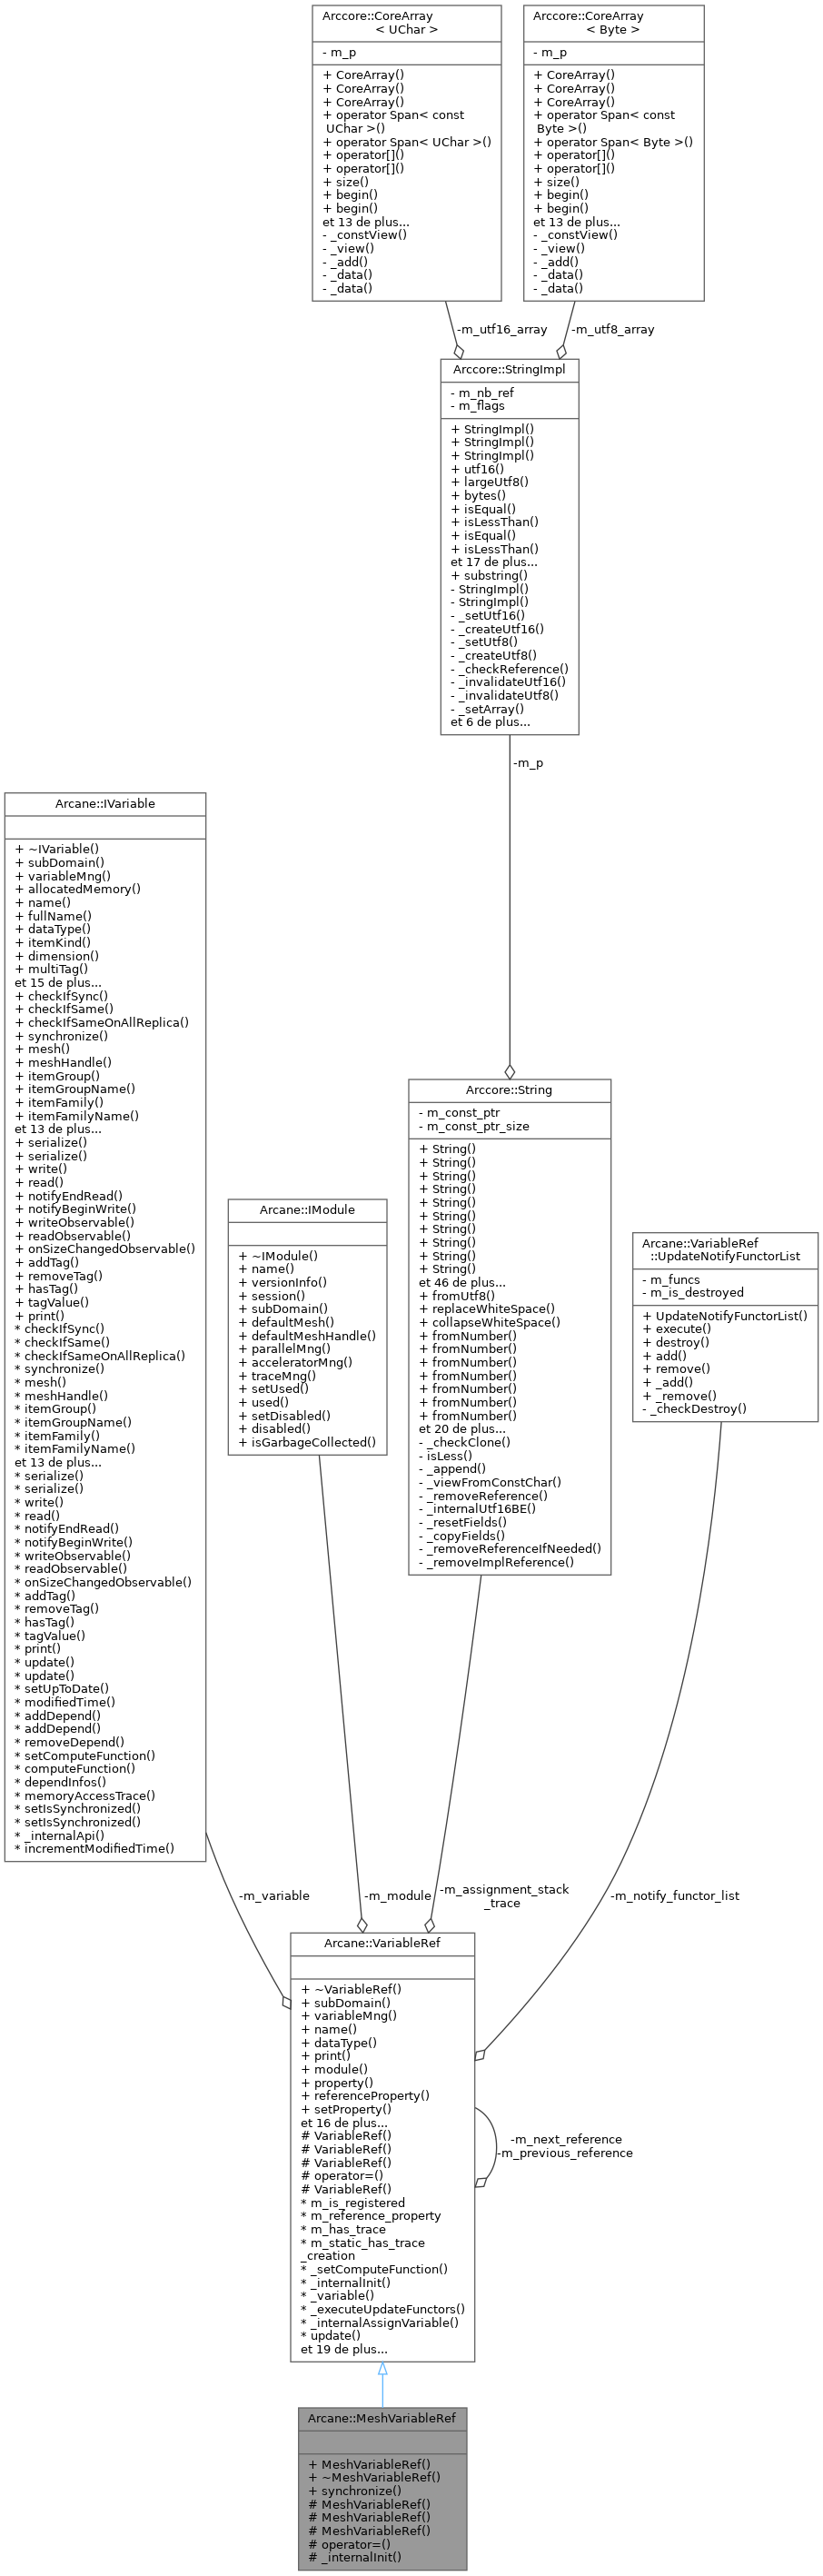 Arccore::CoreArray
< UChar >
- m_p
+ CoreArray()
+ CoreArray()
+ CoreArray()
+ operator Span< const
UChar >()
+ operator Span< UChar >()
+ operator[]()
+ operator[]()
+ size()
+ begin()
+ begin()
et 13 de plus...
- _constView()
- _view()
- _add()
- _data()
- _data()
Arccore::CoreArray
< Byte >
- m_p
+ CoreArray()
+ CoreArray()
+ CoreArray()
+ operator Span< const
Byte >()
+ operator Span< Byte >()
+ operator[]()
+ operator[]()
+ size()
+ begin()
+ begin()
et 13 de plus...
- _constView()
- _view()
- _add()
- _data()
- _data()
-m_utf16_array
-m_utf8_array
Arccore::StringImpl
- m_nb_ref
- m_flags
+ StringImpl()
+ StringImpl()
+ StringImpl()
+ utf16()
+ largeUtf8()
+ bytes()
+ isEqual()
+ isLessThan()
+ isEqual()
+ isLessThan()
et 17 de plus...
+ substring()
- StringImpl()
- StringImpl()
- _setUtf16()
- _createUtf16()
- _setUtf8()
- _createUtf8()
- _checkReference()
- _invalidateUtf16()
- _invalidateUtf8()
- _setArray()
et 6 de plus...
-m_p
Arcane::IVariable
+ ~IVariable()
+ subDomain()
+ variableMng()
+ allocatedMemory()
+ name()
+ fullName()
+ dataType()
+ itemKind()
+ dimension()
+ multiTag()
et 15 de plus...
+ checkIfSync()
+ checkIfSame()
+ checkIfSameOnAllReplica()
+ synchronize()
+ mesh()
+ meshHandle()
+ itemGroup()
+ itemGroupName()
+ itemFamily()
+ itemFamilyName()
et 13 de plus...
+ serialize()
+ serialize()
+ write()
+ read()
+ notifyEndRead()
+ notifyBeginWrite()
+ writeObservable()
+ readObservable()
+ onSizeChangedObservable()
+ addTag()
+ removeTag()
+ hasTag()
+ tagValue()
+ print()
* checkIfSync()
* checkIfSame()
* checkIfSameOnAllReplica()
* synchronize()
* mesh()
* meshHandle()
* itemGroup()
* itemGroupName()
* itemFamily()
* itemFamilyName()
et 13 de plus...
* serialize()
* serialize()
* write()
* read()
* notifyEndRead()
* notifyBeginWrite()
* writeObservable()
* readObservable()
* onSizeChangedObservable()
* addTag()
* removeTag()
* hasTag()
* tagValue()
* print()
* update()
* update()
* setUpToDate()
* modifiedTime()
* addDepend()
* addDepend()
* removeDepend()
* setComputeFunction()
* computeFunction()
* dependInfos()
* memoryAccessTrace()
* setIsSynchronized()
* setIsSynchronized()
* _internalApi()
* incrementModifiedTime()
Arcane::IModule
+ ~IModule()
+ name()
+ versionInfo()
+ session()
+ subDomain()
+ defaultMesh()
+ defaultMeshHandle()
+ parallelMng()
+ acceleratorMng()
+ traceMng()
+ setUsed()
+ used()
+ setDisabled()
+ disabled()
+ isGarbageCollected()
Arccore::String
- m_const_ptr
- m_const_ptr_size
+ String()
+ String()
+ String()
+ String()
+ String()
+ String()
+ String()
+ String()
+ String()
+ String()
et 46 de plus...
+ fromUtf8()
+ replaceWhiteSpace()
+ collapseWhiteSpace()
+ fromNumber()
+ fromNumber()
+ fromNumber()
+ fromNumber()
+ fromNumber()
+ fromNumber()
+ fromNumber()
et 20 de plus...
- _checkClone()
- isLess()
- _append()
- _viewFromConstChar()
- _removeReference()
- _internalUtf16BE()
- _resetFields()
- _copyFields()
- _removeReferenceIfNeeded()
- _removeImplReference()
Arcane::VariableRef
::UpdateNotifyFunctorList
- m_funcs
- m_is_destroyed
+ UpdateNotifyFunctorList()
+ execute()
+ destroy()
+ add()
+ remove()
+ _add()
+ _remove()
- _checkDestroy()
-m_variable
-m_module
-m_assignment_stack
_trace
-m_notify_functor_list
Arcane::VariableRef
+ ~VariableRef()
+ subDomain()
+ variableMng()
+ name()
+ dataType()
+ print()
+ module()
+ property()
+ referenceProperty()
+ setProperty()
et 16 de plus...
# VariableRef()
# VariableRef()
# VariableRef()
# operator=()
# VariableRef()
* m_is_registered
* m_reference_property
* m_has_trace
* m_static_has_trace
_creation
* _setComputeFunction()
* _internalInit()
* _variable()
* _executeUpdateFunctors()
* _internalAssignVariable()
* update()
et 19 de plus...
-m_next_reference
-m_previous_reference
Arcane::MeshVariableRef
+ MeshVariableRef()
+ ~MeshVariableRef()
+ synchronize()
# MeshVariableRef()
# MeshVariableRef()
# MeshVariableRef()
# operator=()
# _internalInit()